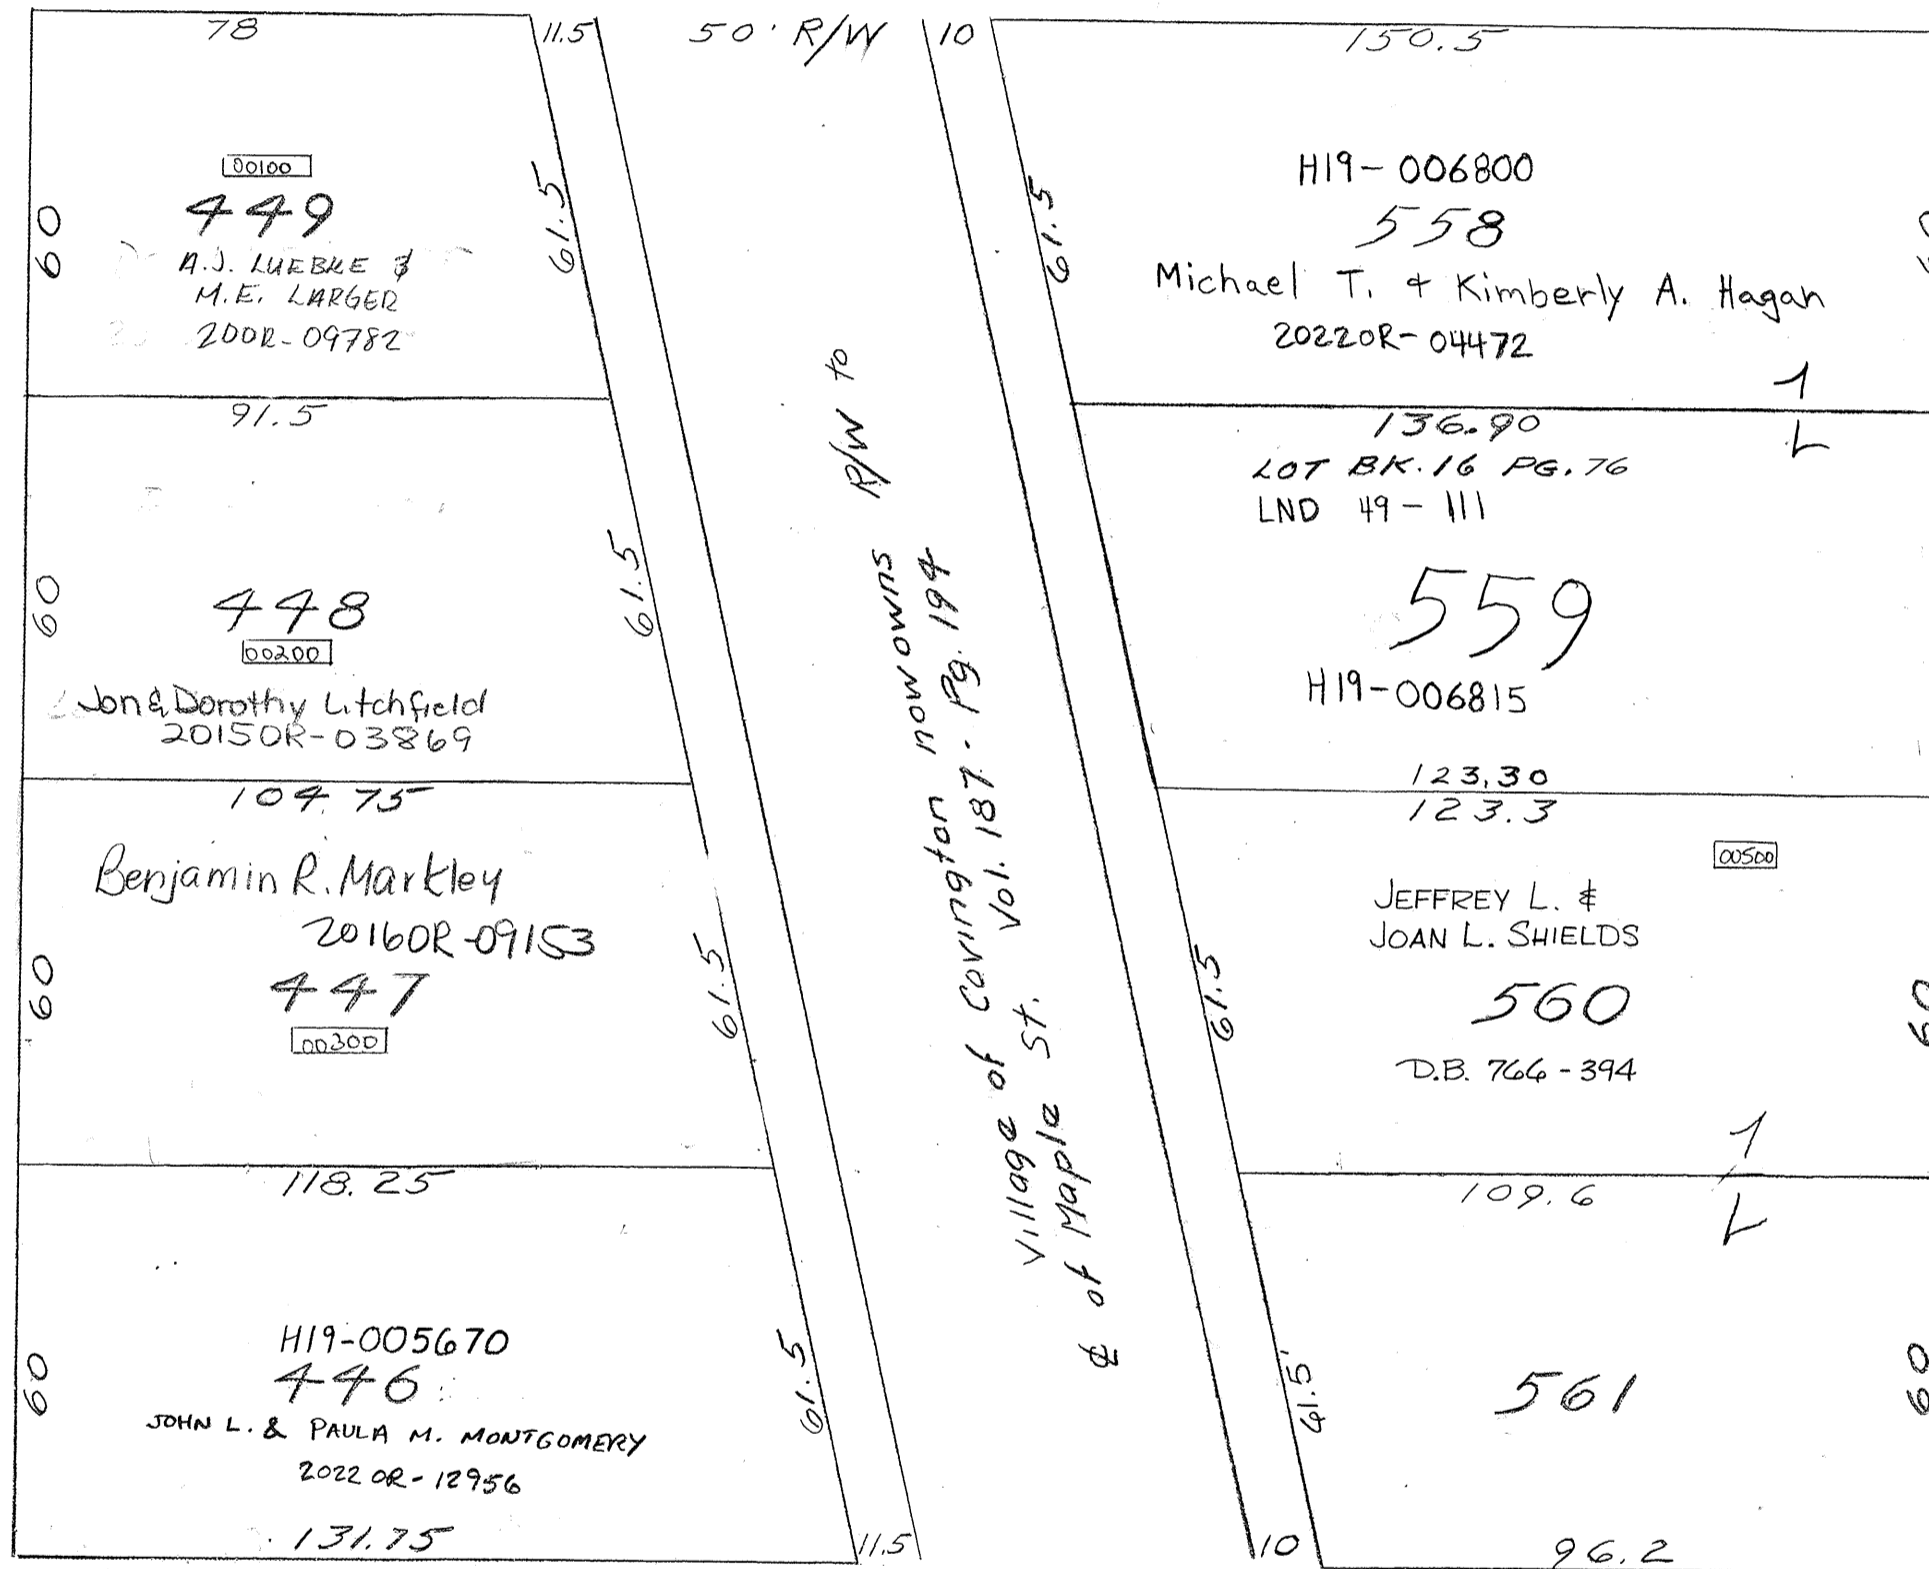 78
11.5
50' R/W
10
150.5
00100
449
60
61.5
A.J. LUEBKE &
M.E. LARGER
200R-09782
61.5
H19-006800
558
Michael T. & Kimberly A. Hagan
20220R-04472
91.5
60
61.5
448
00200
Jon & Dorothy Litchfield
20150R-03869
136.90
LOT BK. 16 PG. 76
LND 49-111
559
H19-006815
123,30
104.75
Benjamin R. Markley
20160R-09153
447
00300
60
61.5
Village of Covington now owns R/W to
℄ of Maple St. Vol. 187 - Pg. 194
123.3
00500
JEFFREY L. &
JOAN L. SHIELDS
560
D.B. 766-394
61.5
60
118.25
H19-005670
446
JOHN L. & PAULA M. MONTGOMERY
2022 OR-12956
60
61.5
131.75
11.5
109.6
61.5'
561
60
10
96.2